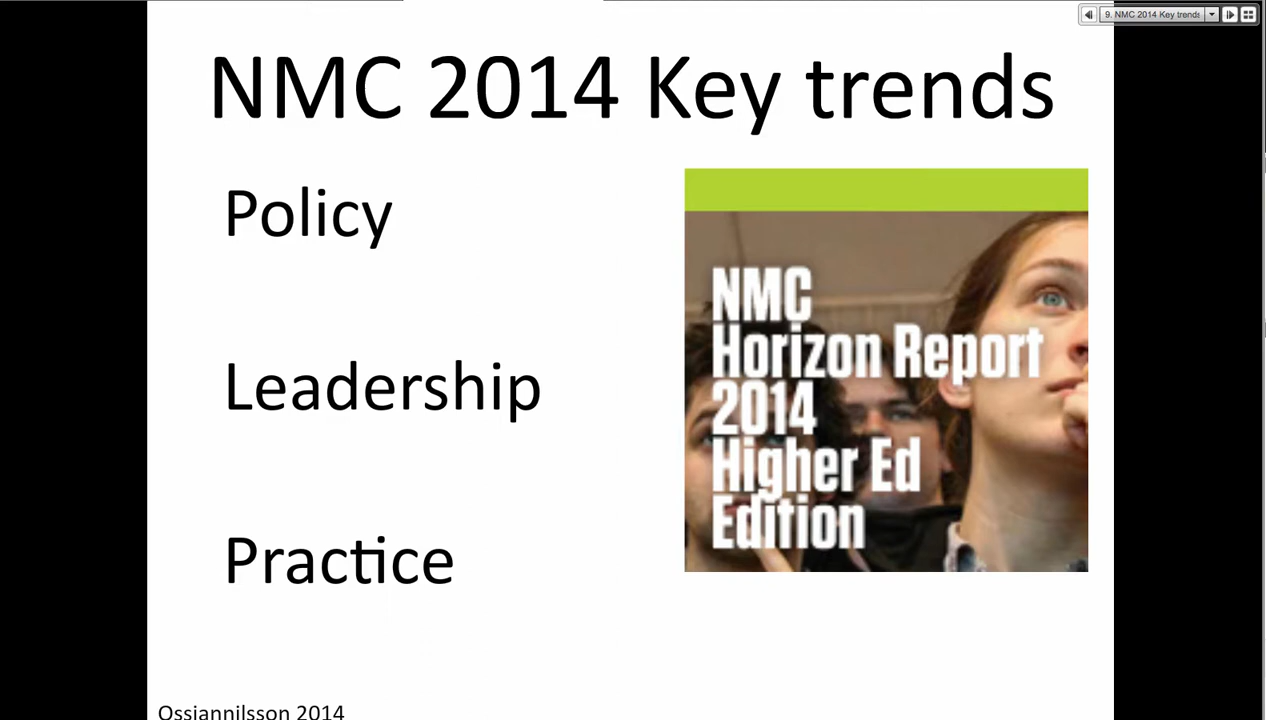 9. NMC 2014 Key trends
NMC 2014 Key trends
Policy
Leadership
Practice
NMC
Horizon Report
2014
Higher Ed
Edition
Ossiannilsson 2014